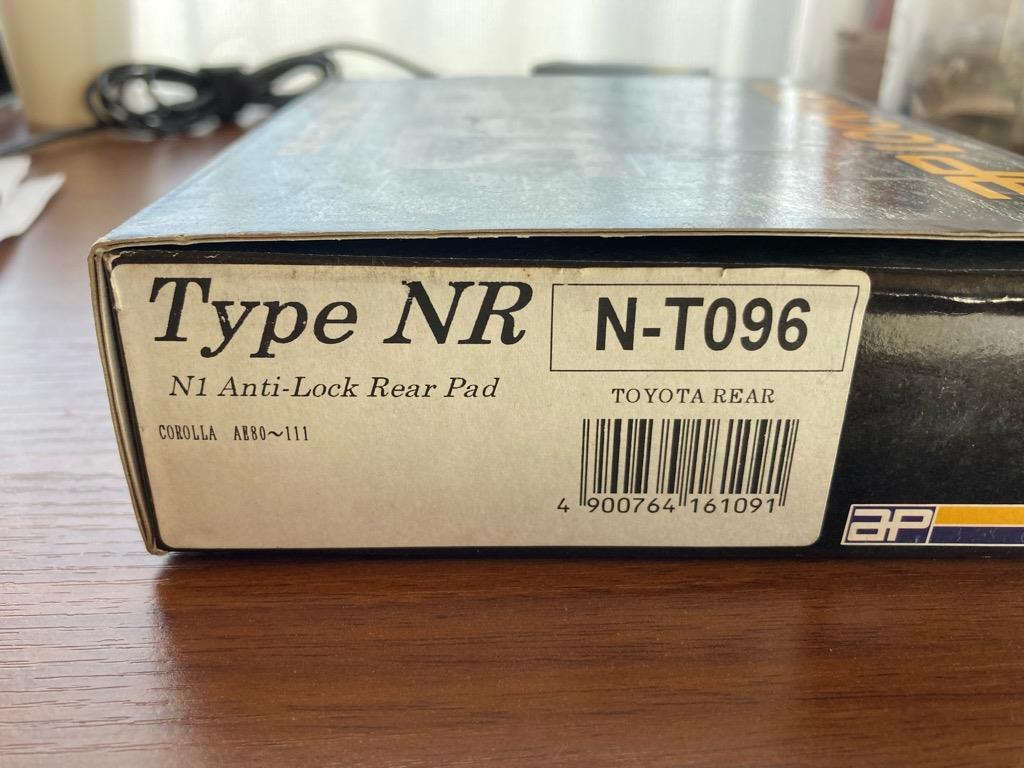 Type NR
N-T096
N1 Anti-Lock Rear Pad
TOYOTA REAR
COROLLA AE80～111
4 900764 161091
ap